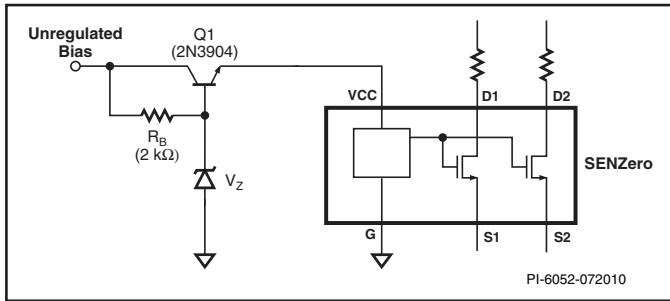 Unregulated
Bias
Q1
(2N3904)
R_B
(2 kΩ)
V_Z
VCC
D1
D2
SENZero
G
S1
S2
PI-6052-072010